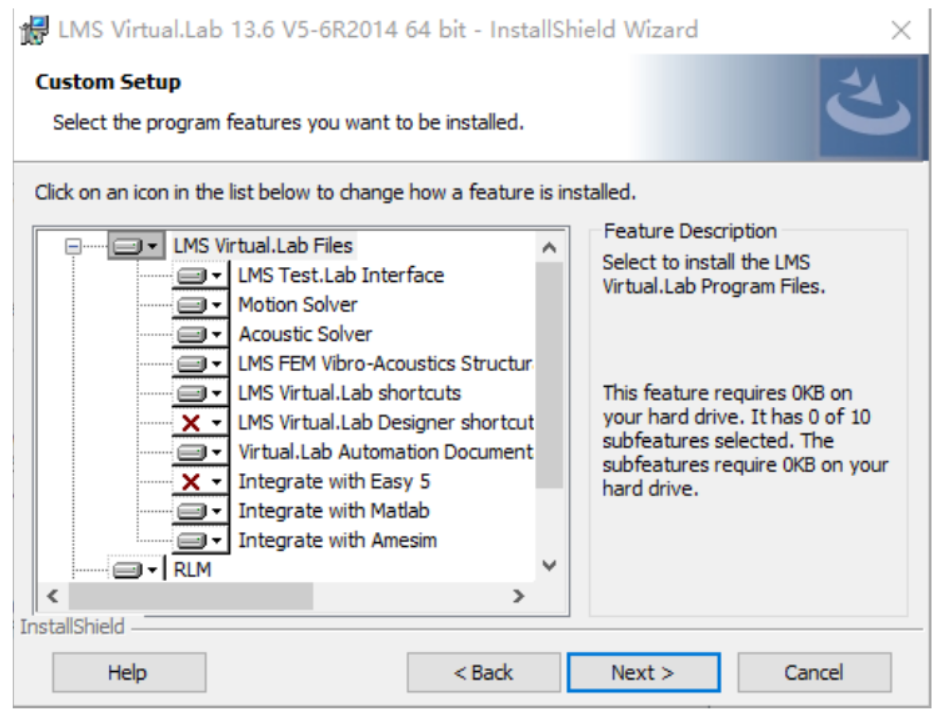 LMS Virtual.Lab 13.6 V5-6R2014 64 bit - InstallShield Wizard
Custom Setup
Select the program features you want to be installed.
Click on an icon in the list below to change how a feature is installed.
LMS Virtual.Lab Files
LMS Test.Lab Interface
Motion Solver
Acoustic Solver
LMS FEM Vibro-Acoustics Structur
LMS Virtual.Lab shortcuts
LMS Virtual.Lab Designer shortcut
Virtual.Lab Automation Document
Integrate with Easy 5
Integrate with Matlab
Integrate with Amesim
RLM
Feature Description
Select to install the LMS
Virtual.Lab Program Files.
This feature requires 0KB on
your hard drive. It has 0 of 10
subfeatures selected. The
subfeatures require 0KB on your
hard drive.
InstallShield
Help
< Back
Next >
Cancel